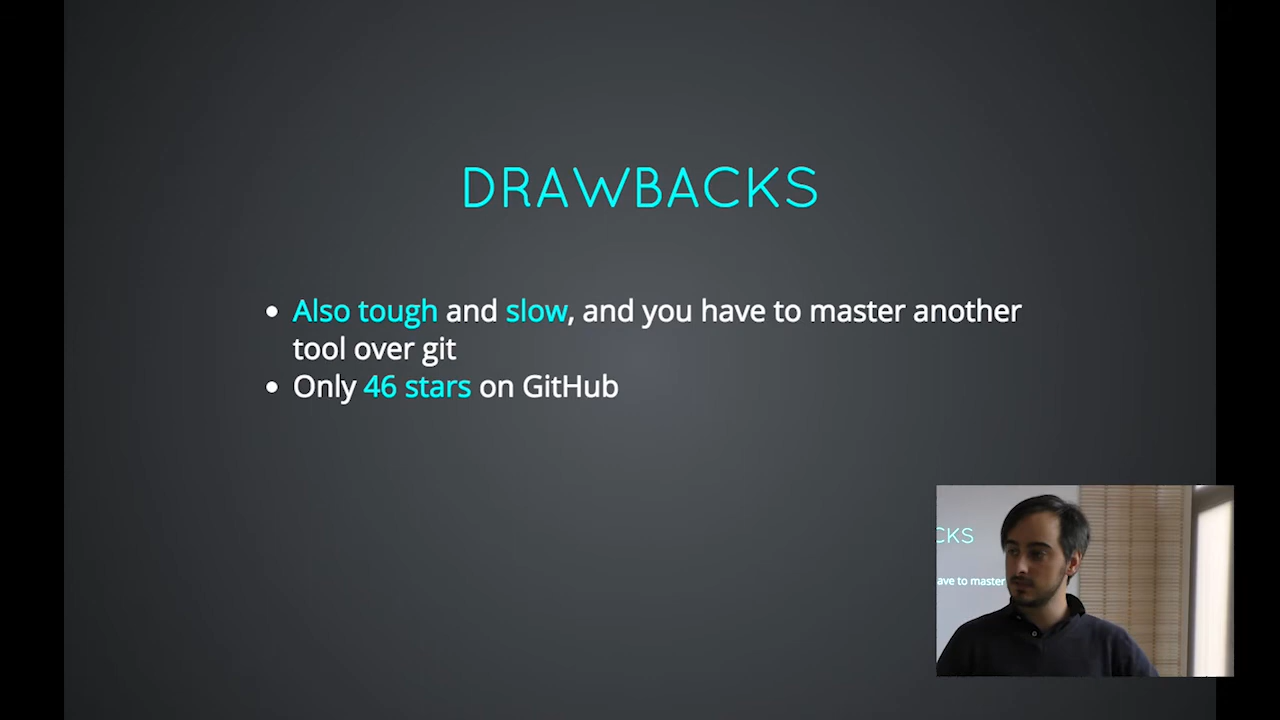 DRAWBACKS
Also tough and slow, and you have to master another
tool over git
Only 46 stars on GitHub
CKS
ave to master